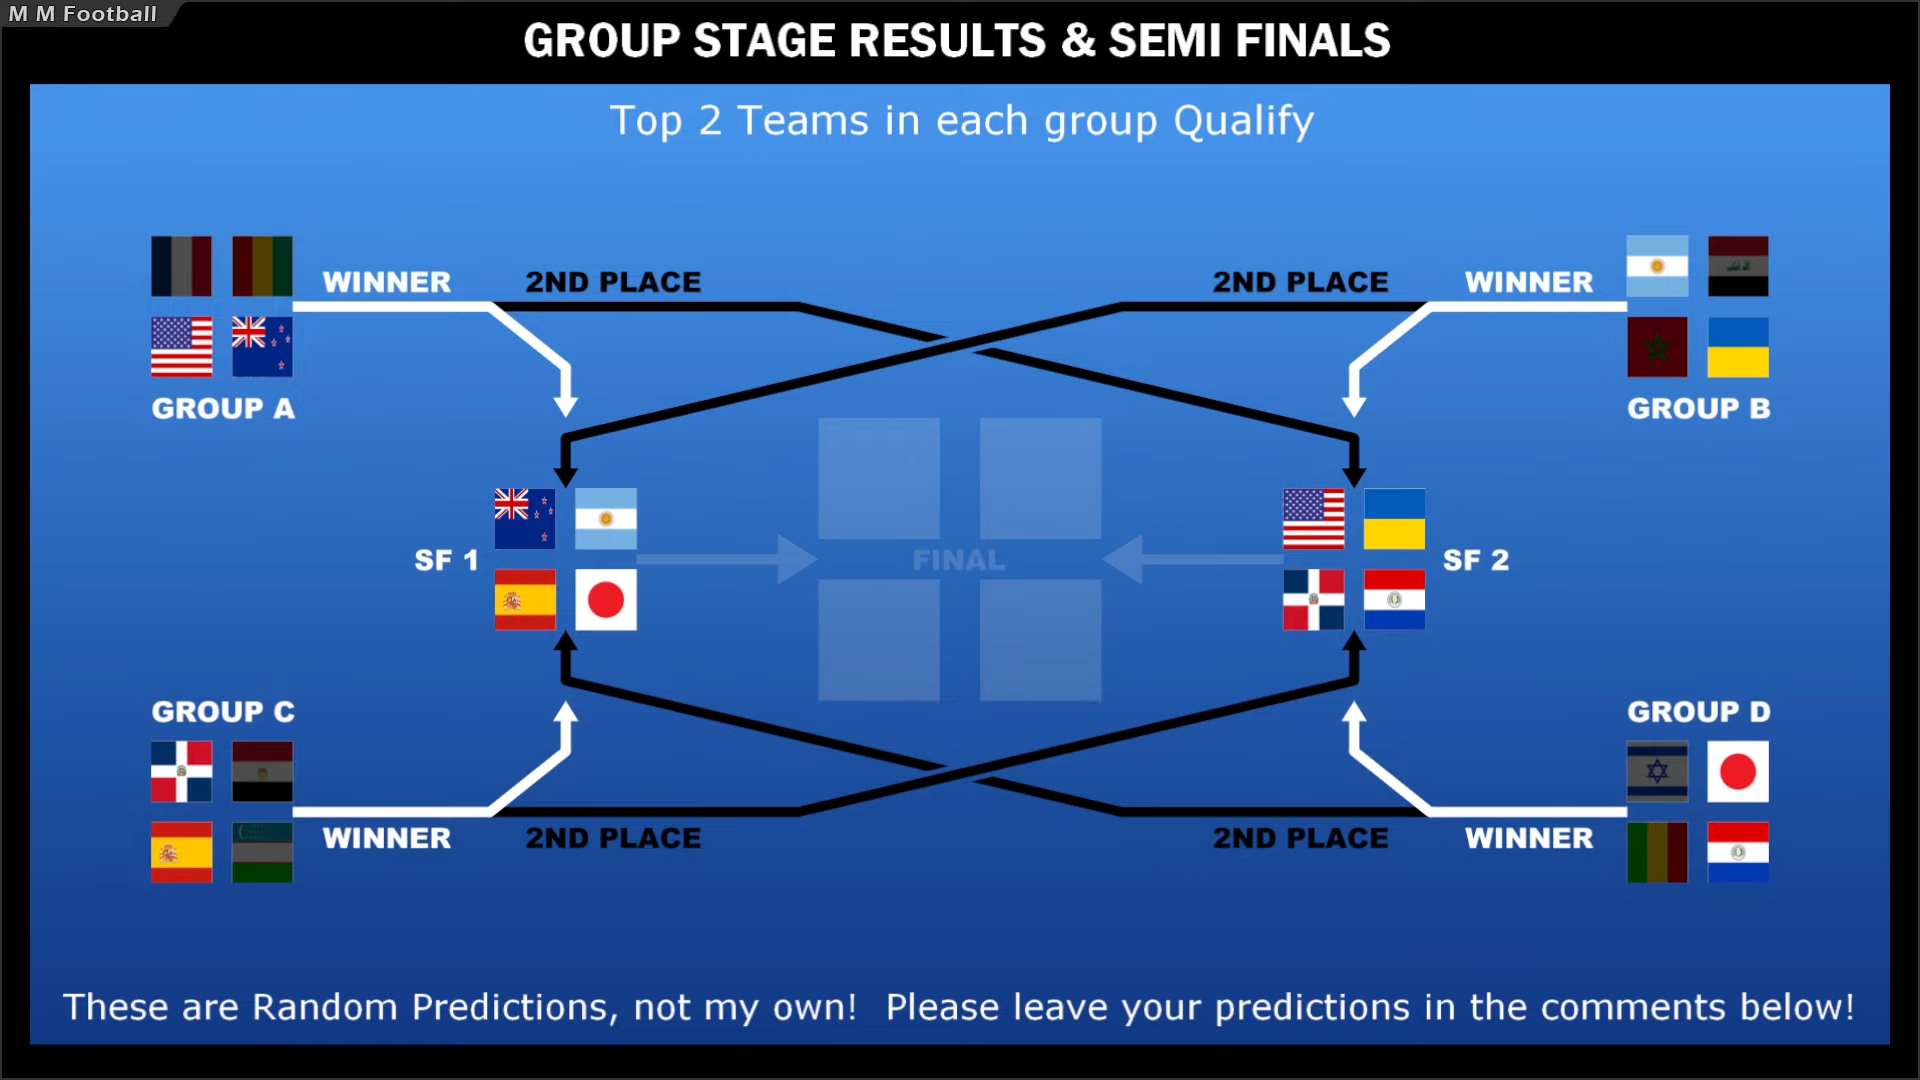 M M Football
GROUP STAGE RESULTS & SEMI FINALS
Top 2 Teams in each group Qualify
WINNER
2ND PLACE
2ND PLACE
WINNER
GROUP A
GROUP B
SF 1
FINAL
SF 2
GROUP C
GROUP D
WINNER
2ND PLACE
2ND PLACE
WINNER
These are Random Predictions, not my own! Please leave your predictions in the comments below!